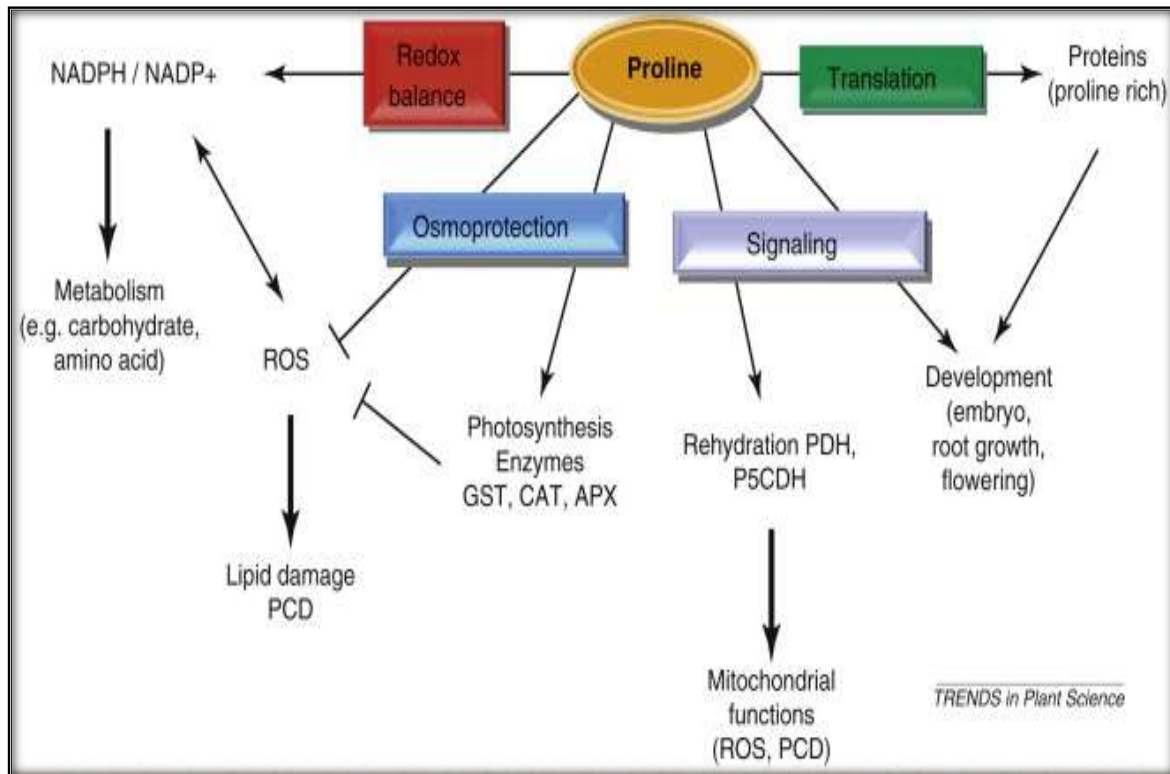 NADPH / NADP+
Redox
balance
Proline
Translation
Proteins
(proline rich)
Osmoprotection
Signaling
Metabolism
(e.g. carbohydrate,
amino acid)
ROS
Photosynthesis
Enzymes
GST, CAT, APX
Rehydration PDH,
P5CDH
Development
(embryo,
root growth,
flowering)
Lipid damage
PCD
Mitochondrial
functions
(ROS, PCD)
TRENDS in Plant Science